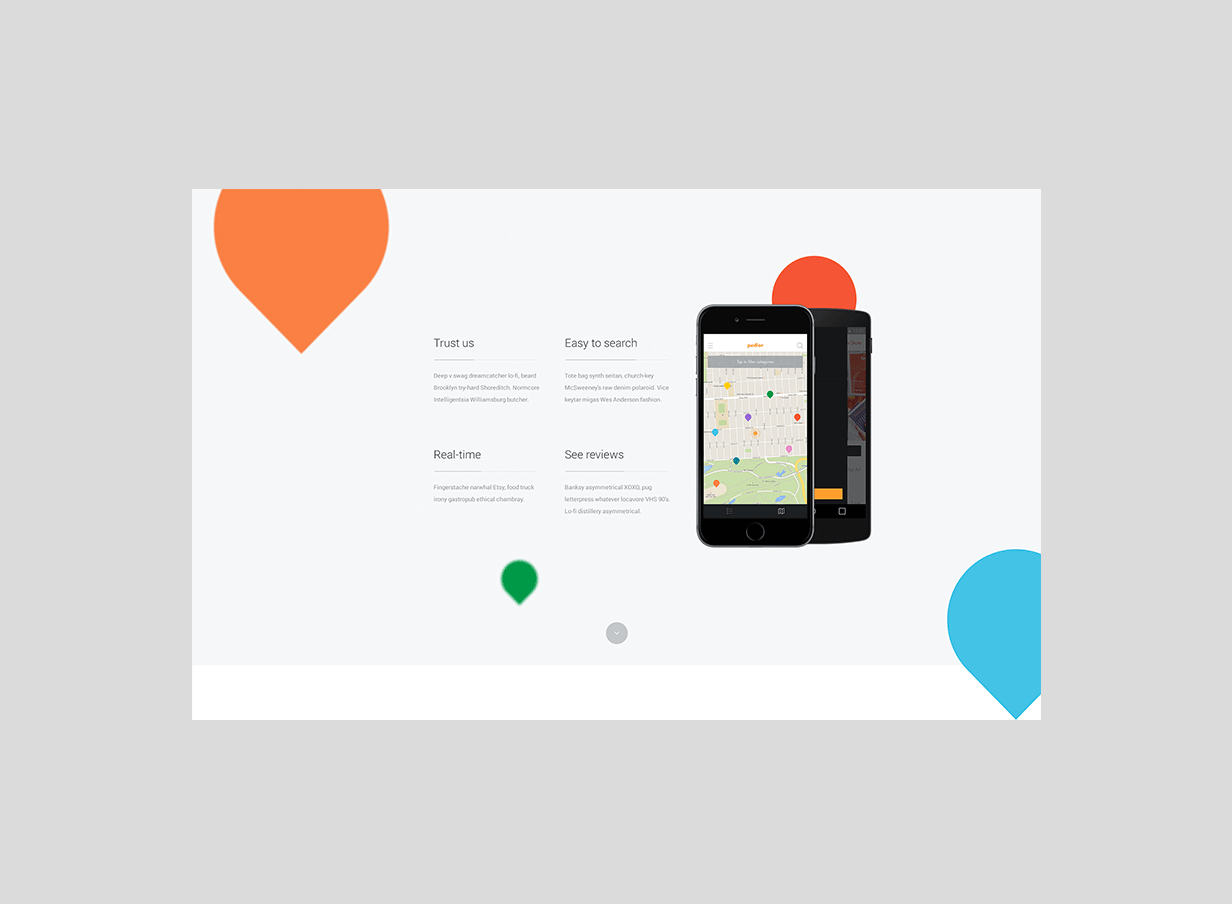 Trust us
Deep v swag dreamcatcher lo-fi, beard
Brooklyn try-hard Shoreditch. Normcore
Intelligentsia Williamsburg butcher.
Easy to search
Tote bag synth seitan, church-key
McSweeney's raw denim polaroid. Vice
keytar migas Wes Anderson fashion.
Real-time
Fingerstache narwhal Etsy, food truck
irony gastropub ethical chambray.
See reviews
Banksy asymmetrical XOXO, pug
letterpress whatever locavore VHS 90's.
Lo-fi distillery asymmetrical.
Tap to filter categories